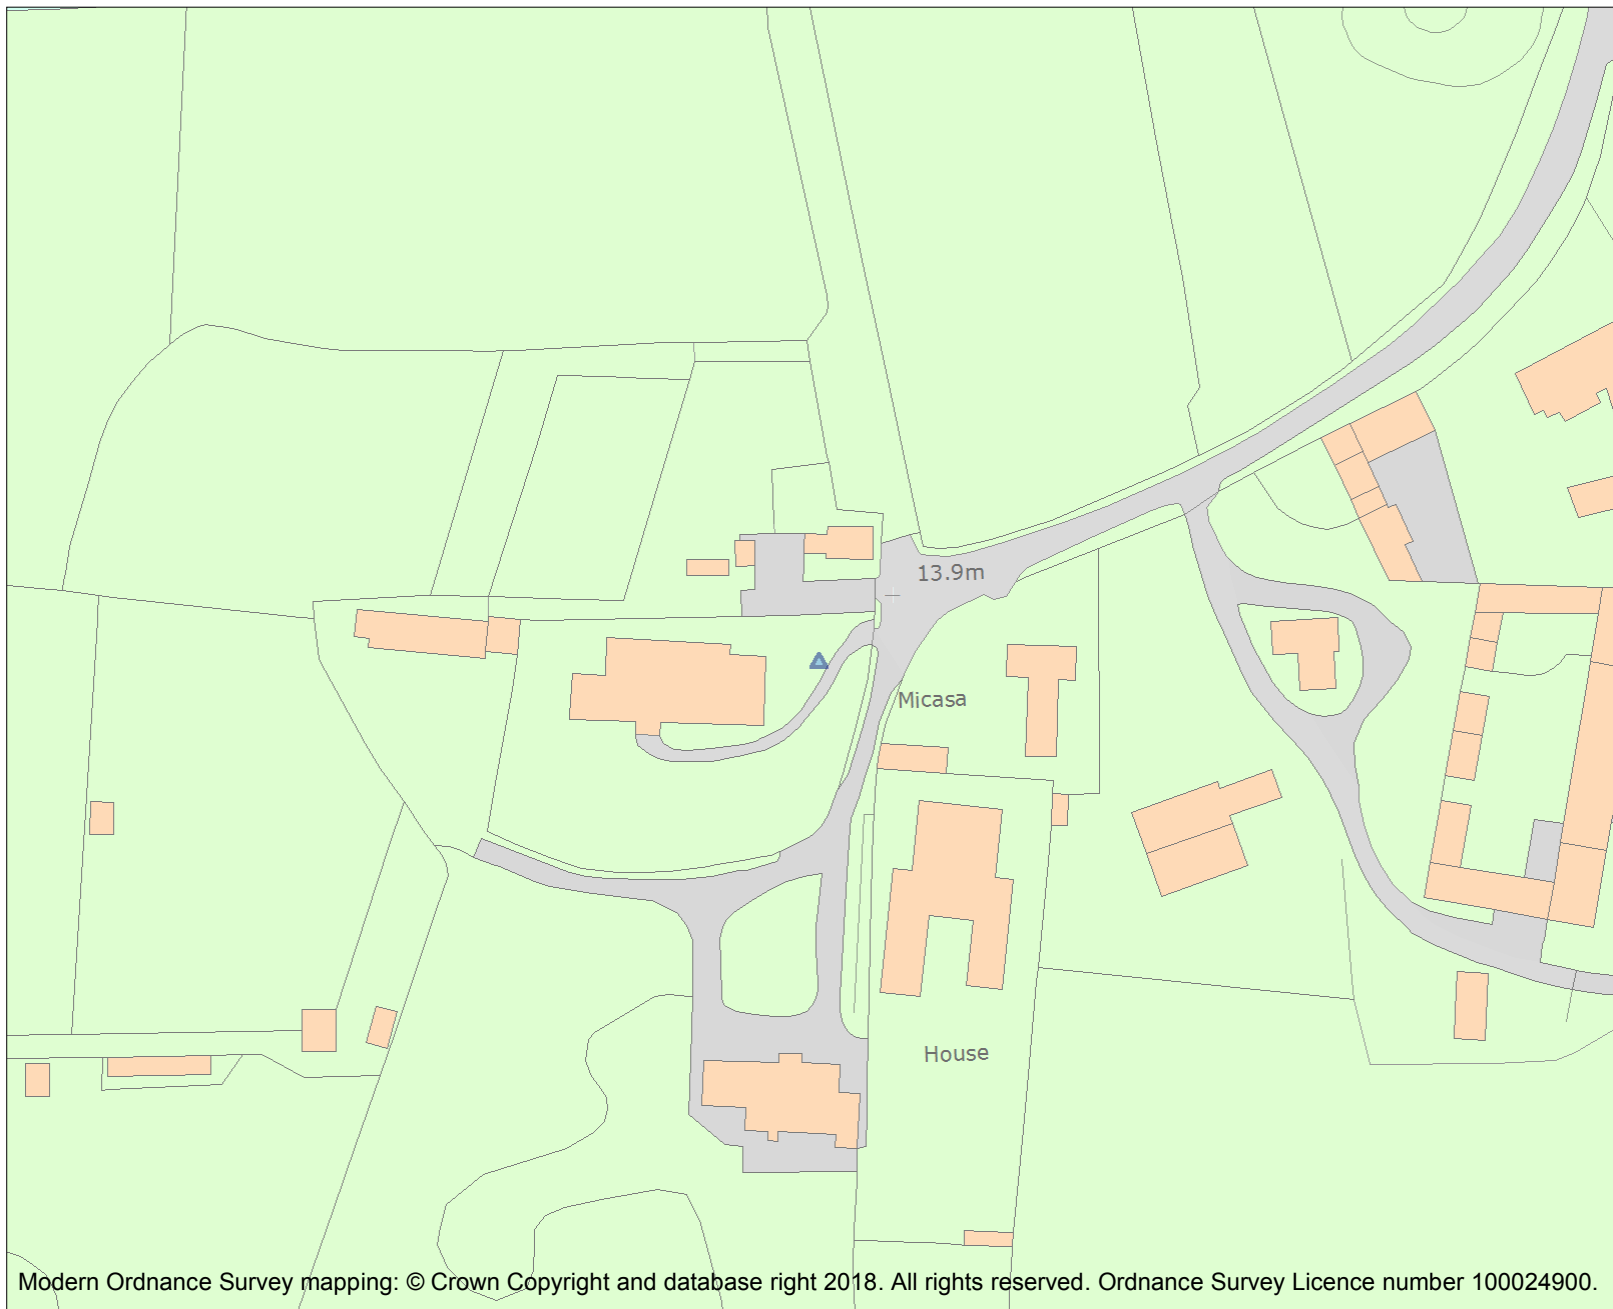 13.9m
Micasa
House
Modern Ordnance Survey mapping: © Crown Copyright and database right 2018. All rights reserved. Ordnance Survey Licence number 100024900.